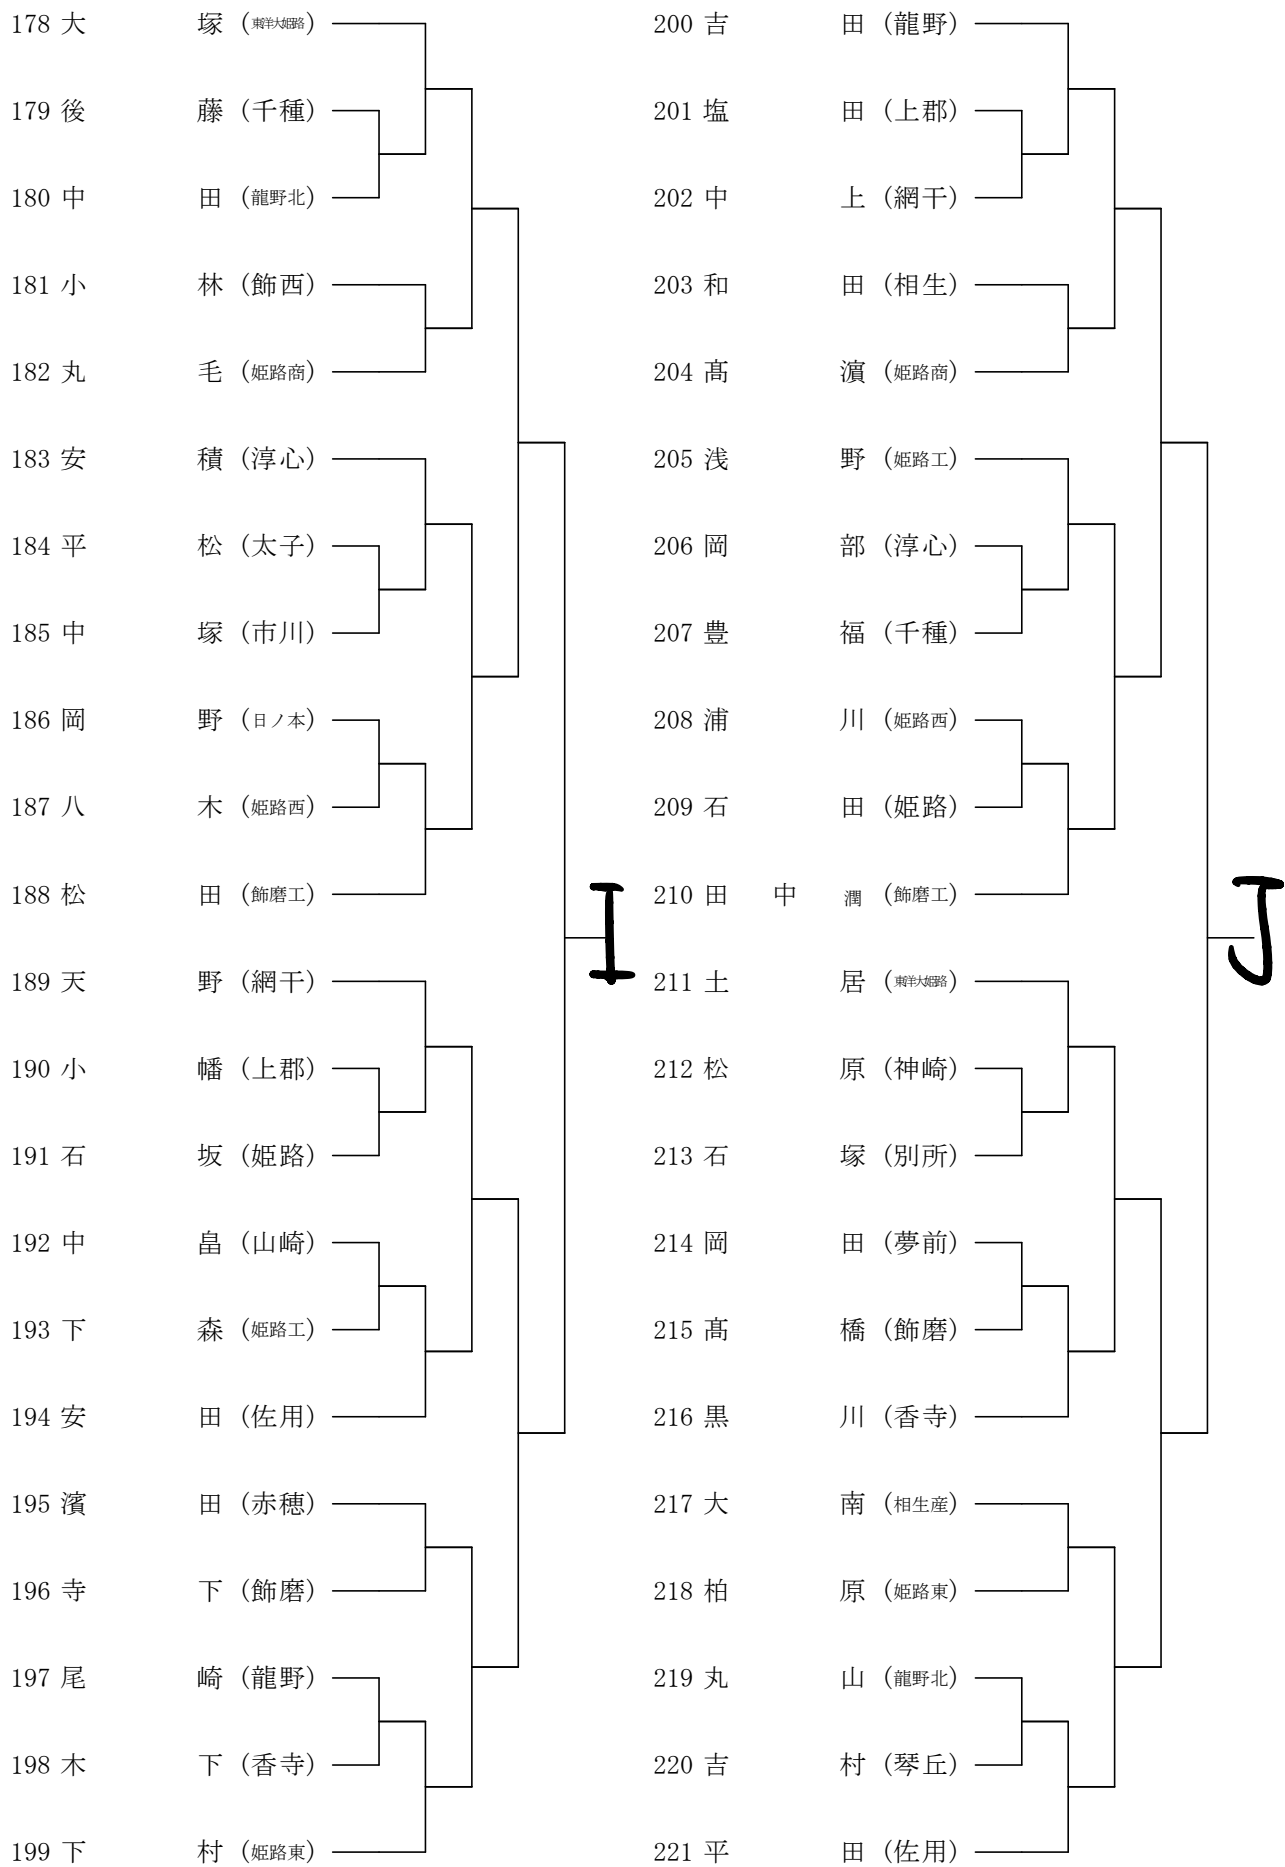 178 大 塚 (東洋大姫路)
179 後 藤 (千種)
180 中 田 (龍野北)
181 小 林 (飾西)
182 丸 毛 (姫路商)
183 安 積 (淳心)
184 平 松 (太子)
185 中 塚 (市川)
186 岡 野 (日ノ本)
187 八 木 (姫路西)
188 松 田 (飾磨工)
189 天 野 (網干)
190 小 幡 (上郡)
191 石 坂 (姫路)
192 中 畠 (山崎)
193 下 森 (姫路工)
194 安 田 (佐用)
195 濱 田 (赤穂)
196 寺 下 (飾磨)
197 尾 崎 (龍野)
198 木 下 (香寺)
199 下 村 (姫路東)
I
200 吉 田 (龍野)
201 塩 田 (上郡)
202 中 上 (網干)
203 和 田 (相生)
204 髙 濵 (姫路商)
205 浅 野 (姫路工)
206 岡 部 (淳心)
207 豊 福 (千種)
208 浦 川 (姫路西)
209 石 田 (姫路)
210 田 中 潤 (飾磨工)
211 土 居 (東洋大姫路)
212 松 原 (神崎)
213 石 塚 (別所)
214 岡 田 (夢前)
215 髙 橋 (飾磨)
216 黒 川 (香寺)
217 大 南 (相生産)
218 柏 原 (姫路東)
219 丸 山 (龍野北)
220 吉 村 (琴丘)
221 平 田 (佐用)
J